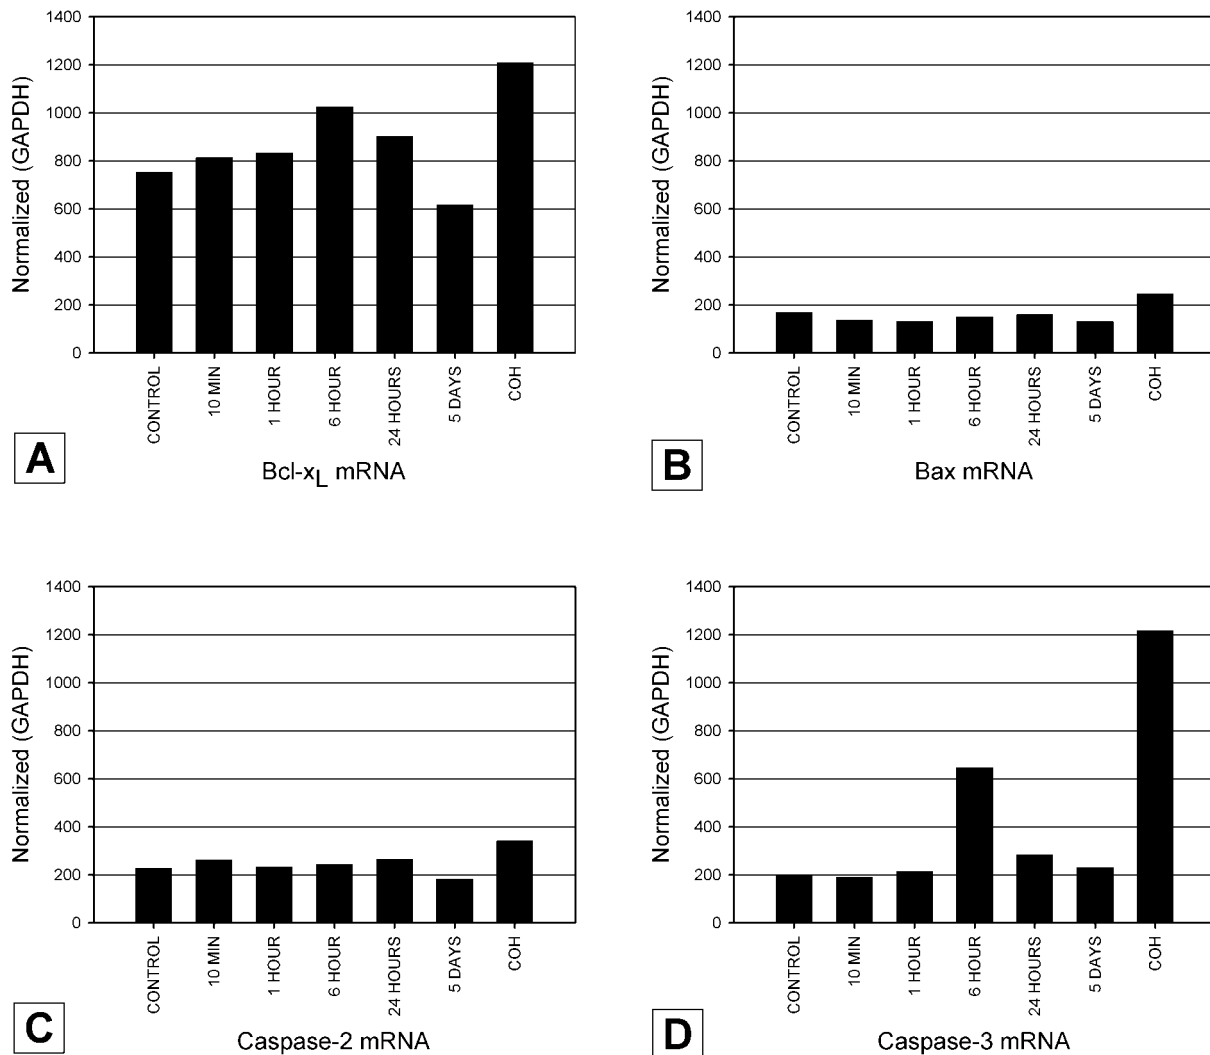 1400
1200
1000
800
600
400
200
0
Normalized (GAPDH)
CONTROL
10 MIN
1 HOUR
6 HOUR
24 HOURS
5 DAYS
COH
A
Bcl-xL mRNA
1400
1200
1000
800
600
400
200
0
Normalized (GAPDH)
CONTROL
10 MIN
1 HOUR
6 HOUR
24 HOURS
5 DAYS
COH
B
Bax mRNA
1400
1200
1000
800
600
400
200
0
Normalized (GAPDH)
CONTROL
10 MIN
1 HOUR
6 HOUR
24 HOURS
5 DAYS
COH
C
Caspase-2 mRNA
1400
1200
1000
800
600
400
200
0
Normalized (GAPDH)
CONTROL
10 MIN
1 HOUR
6 HOUR
24 HOURS
5 DAYS
COH
D
Caspase-3 mRNA